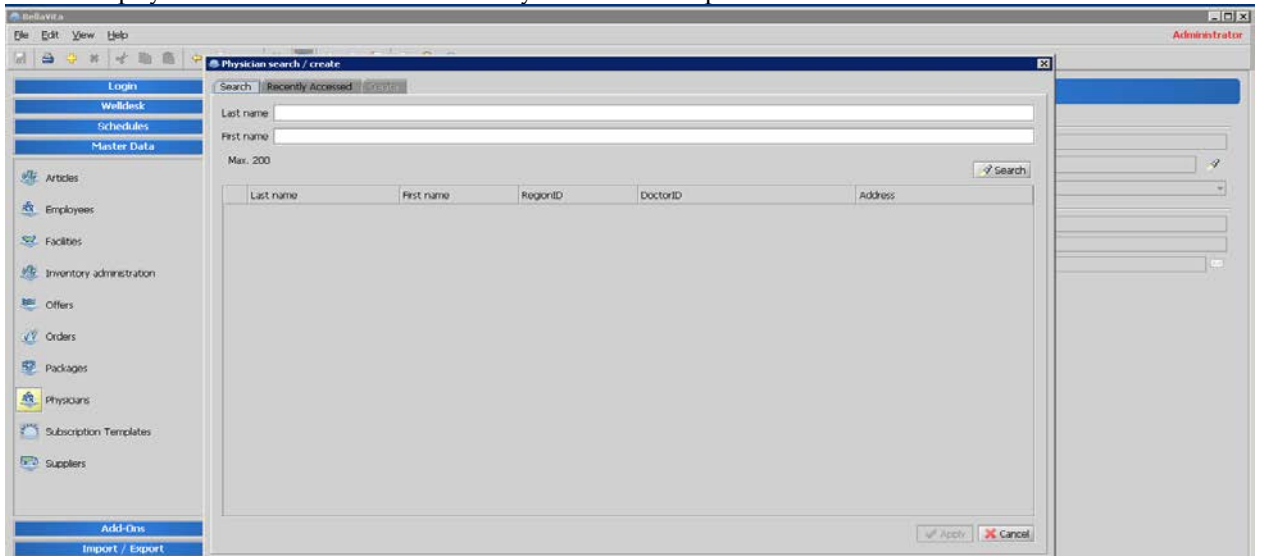 BellaVita
File Edit View Help
Administrator
Physician search / create
Login
Search Recently Accessed Create
Welldesk
Last name
Schedules
First name
Master Data
Max. 200
Search
Articles
Last name First name RegionID DoctorID Address
Employees
Facilities
Inventory administration
Offers
Orders
Packages
Physicians
Subscription Templates
Suppliers
Add-Ons
Apply Cancel
Import / Export